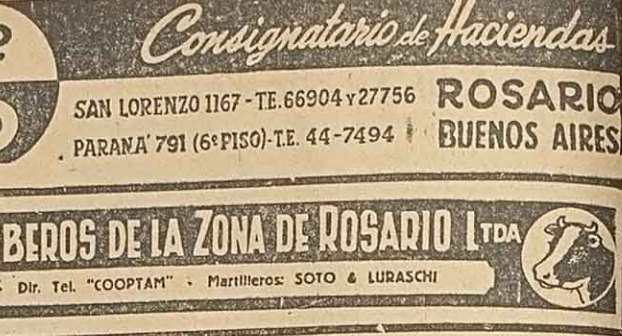 Consignatario de Haciendas
SAN LORENZO 1167 - T.E. 66904 Y 27756 ROSARIO
PARANA' 791 (6º PISO) - T.E. 44-7494 BUENOS AIRES
BEROS DE LA ZONA DE ROSARIO LTDA
Dir. Tel. "COOPTAM" - Martilleros: SOTO & LURASCHI